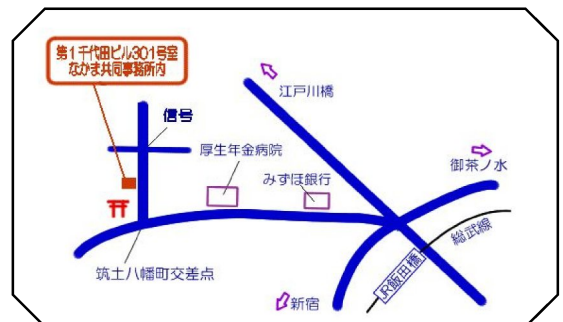 第1千代田ビル301号室
なかま共同事務所内
信号
江戸川橋
厚生年金病院
みずほ銀行
御茶ノ水
総武線
JR飯田橋
筑土八幡町交差点
新宿